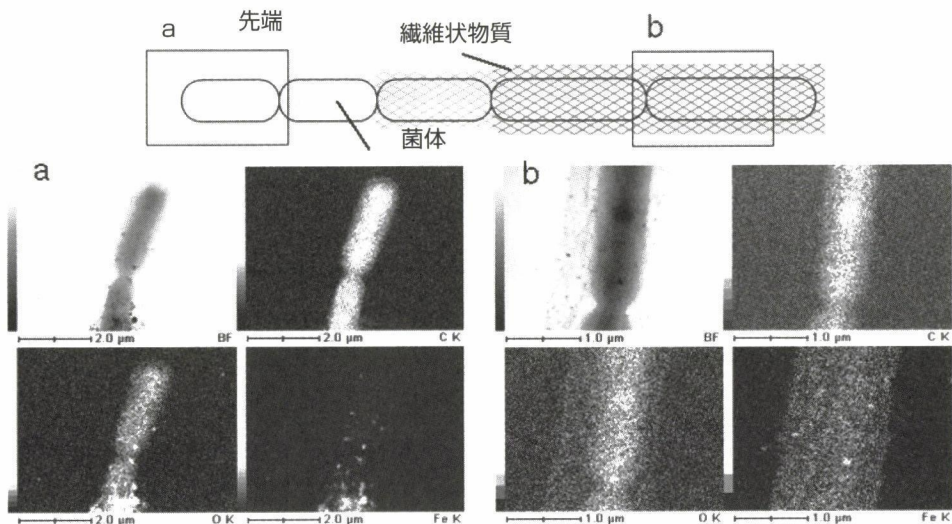 a
先端
繊維状物質
b
菌体
a
b
2.0 μm BF
2.0 μm C K
1.0 μm BF
1.0 μm C K
2.0 μm O K
2.0 μm Fe K
1.0 μm O K
1.0 μm Fe K